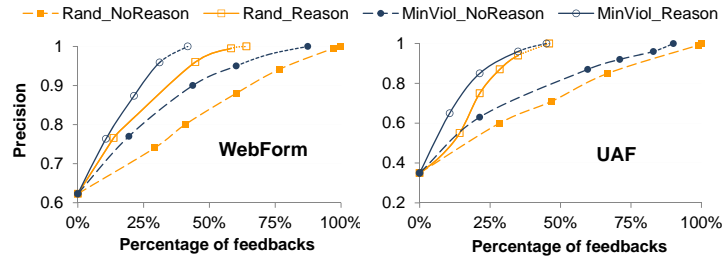 Rand_NoReason Rand_Reason MinViol_NoReason MinViol_Reason
Precision
1
0.9
0.8
0.7
0.6
0% 25% 50% 75% 100%
WebForm
Percentage of feedbacks
1
0.8
0.6
0.4
0.2
0% 25% 50% 75% 100%
UAF
Percentage of feedbacks